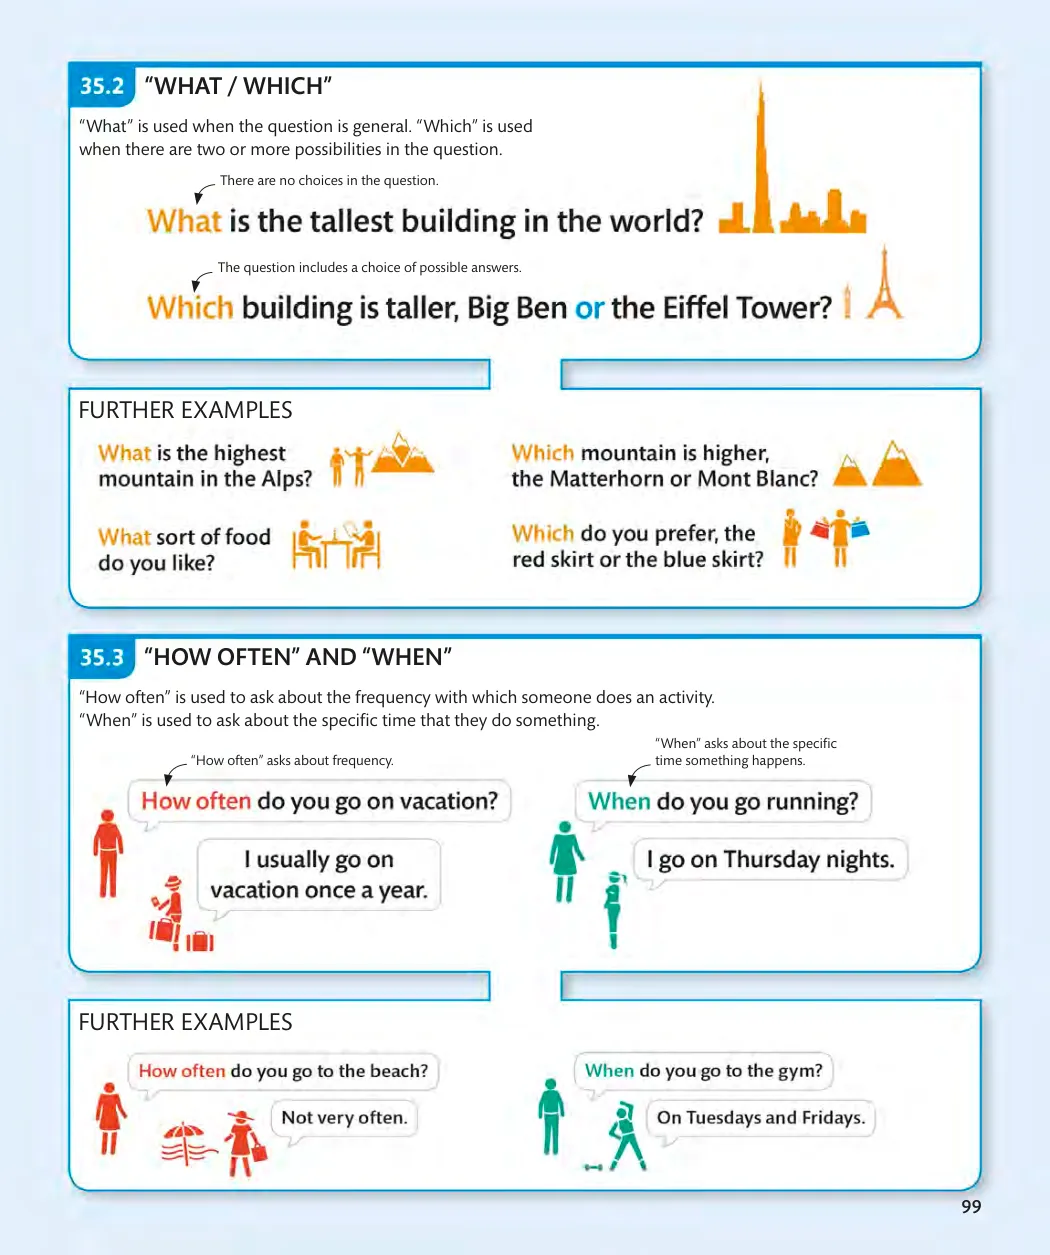 35.2 “WHAT / WHICH”
“What” is used when the question is general. “Which” is used
when there are two or more possibilities in the question.
There are no choices in the question.
What is the tallest building in the world?
The question includes a choice of possible answers.
Which building is taller, Big Ben or the Eiffel Tower?
FURTHER EXAMPLES
What is the highest
mountain in the Alps?
Which mountain is higher,
the Matterhorn or Mont Blanc?
What sort of food
do you like?
Which do you prefer, the
red skirt or the blue skirt?
35.3 “HOW OFTEN” AND “WHEN”
“How often” is used to ask about the frequency with which someone does an activity.
“When” is used to ask about the specific time that they do something.
“How often” asks about frequency.
How often do you go on vacation?
I usually go on
vacation once a year.
“When” asks about the specific
time something happens.
When do you go running?
I go on Thursday nights.
FURTHER EXAMPLES
How often do you go to the beach?
Not very often.
When do you go to the gym?
On Tuesdays and Fridays.
99